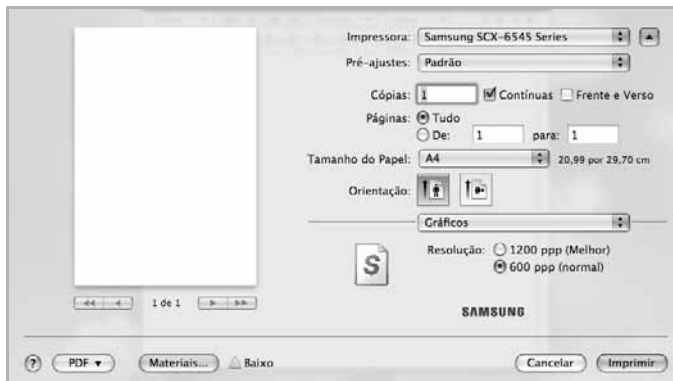 Impressora: Samsung SCX-6545 Series
Pré-ajustes: Padrão
Cópias: 1 Contínuas Frente e Verso
Páginas: Tudo
De: 1 para: 1
Tamanho do Papel: A4 20,99 por 29,70 cm
Orientação:
Gráficos
Resolução: 1200 ppp (Melhor)
600 ppp (normal)
S
1 de 1
SAMSUNG
? PDF Materiais... Baixo Cancelar Imprimir